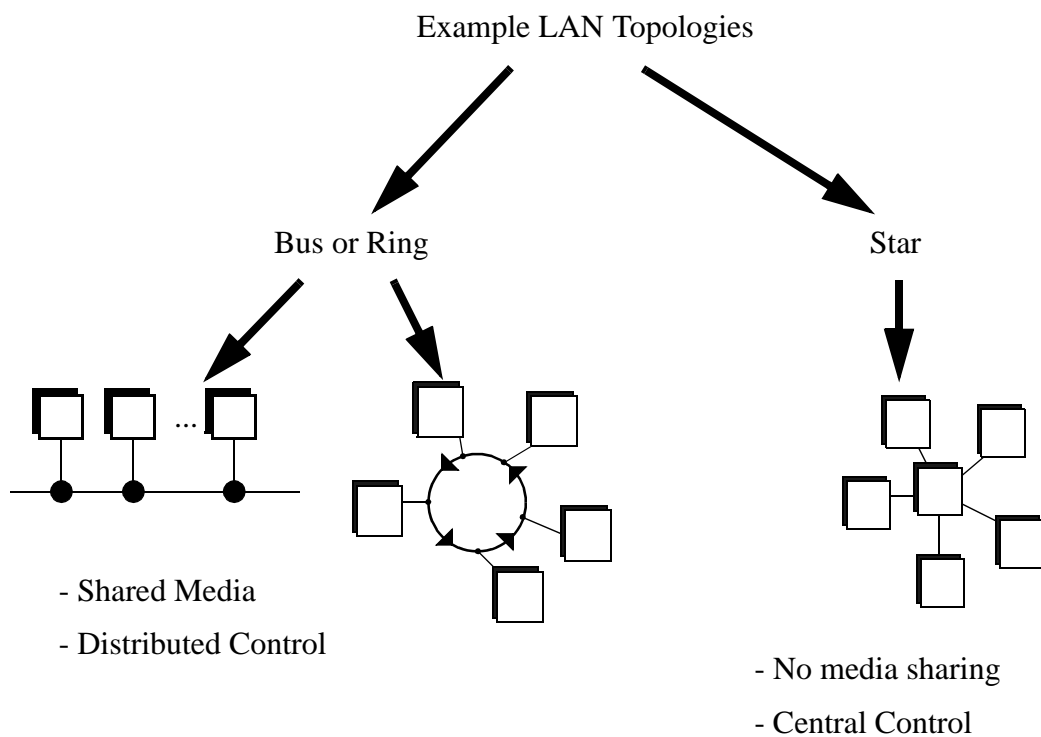 Example LAN Topologies
Bus or Ring
Star
...
- Shared Media
- Distributed Control
- No media sharing
- Central Control